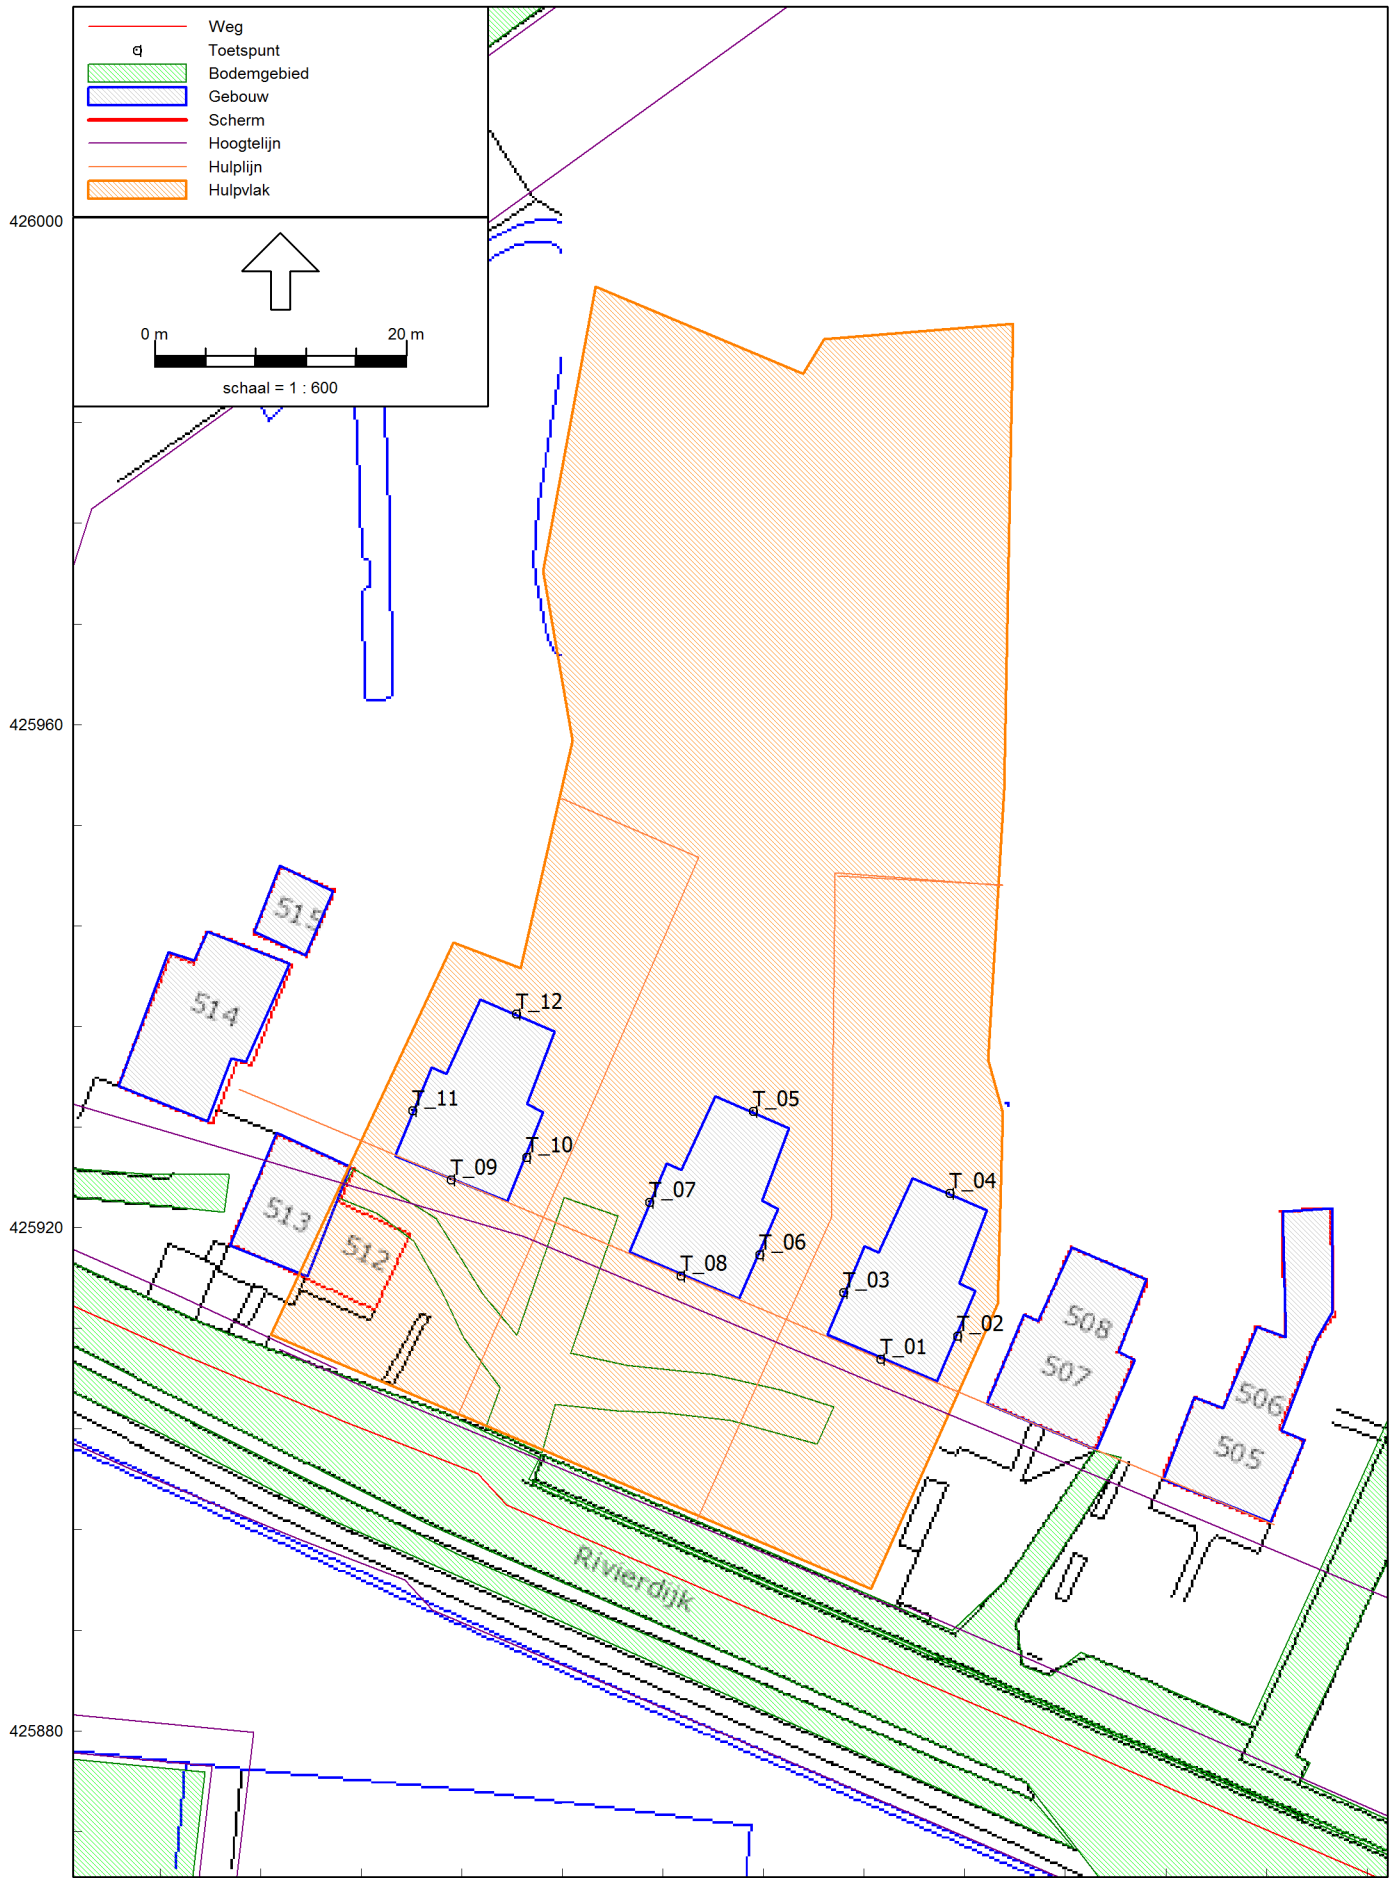 Weg
Toetspunt
Bodemgebied
Gebouw
Scherm
Hoogtelijn
Hulplijn
Hulpvlak
426000
0 m
20 m
schaal = 1 : 600
425960
515
514
T_12
T_11
T_05
T_10
T_09
T_07
T_04
513
425920
512
T_06
T_08
T_03
508
T_02
T_01
507
506
505
Rivierdijk
425880